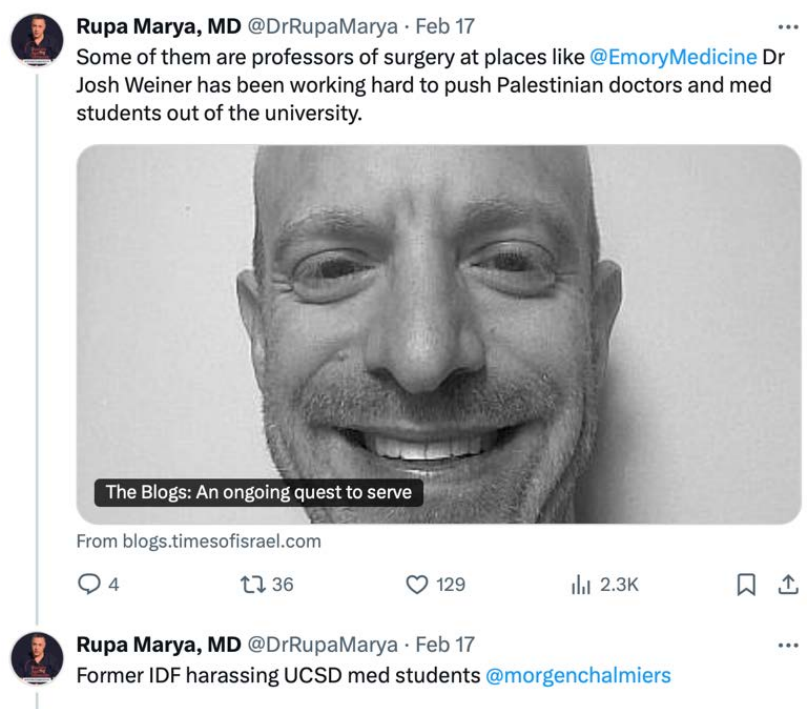 Rupa Marya, MD @DrRupaMarya · Feb 17
Some of them are professors of surgery at places like @EmoryMedicine Dr
Josh Weiner has been working hard to push Palestinian doctors and med
students out of the university.
The Blogs: An ongoing quest to serve
From blogs.timesofisrael.com
4 36 129 2.3K
Rupa Marya, MD @DrRupaMarya · Feb 17
Former IDF harassing UCSD med students @morgenchalmiers